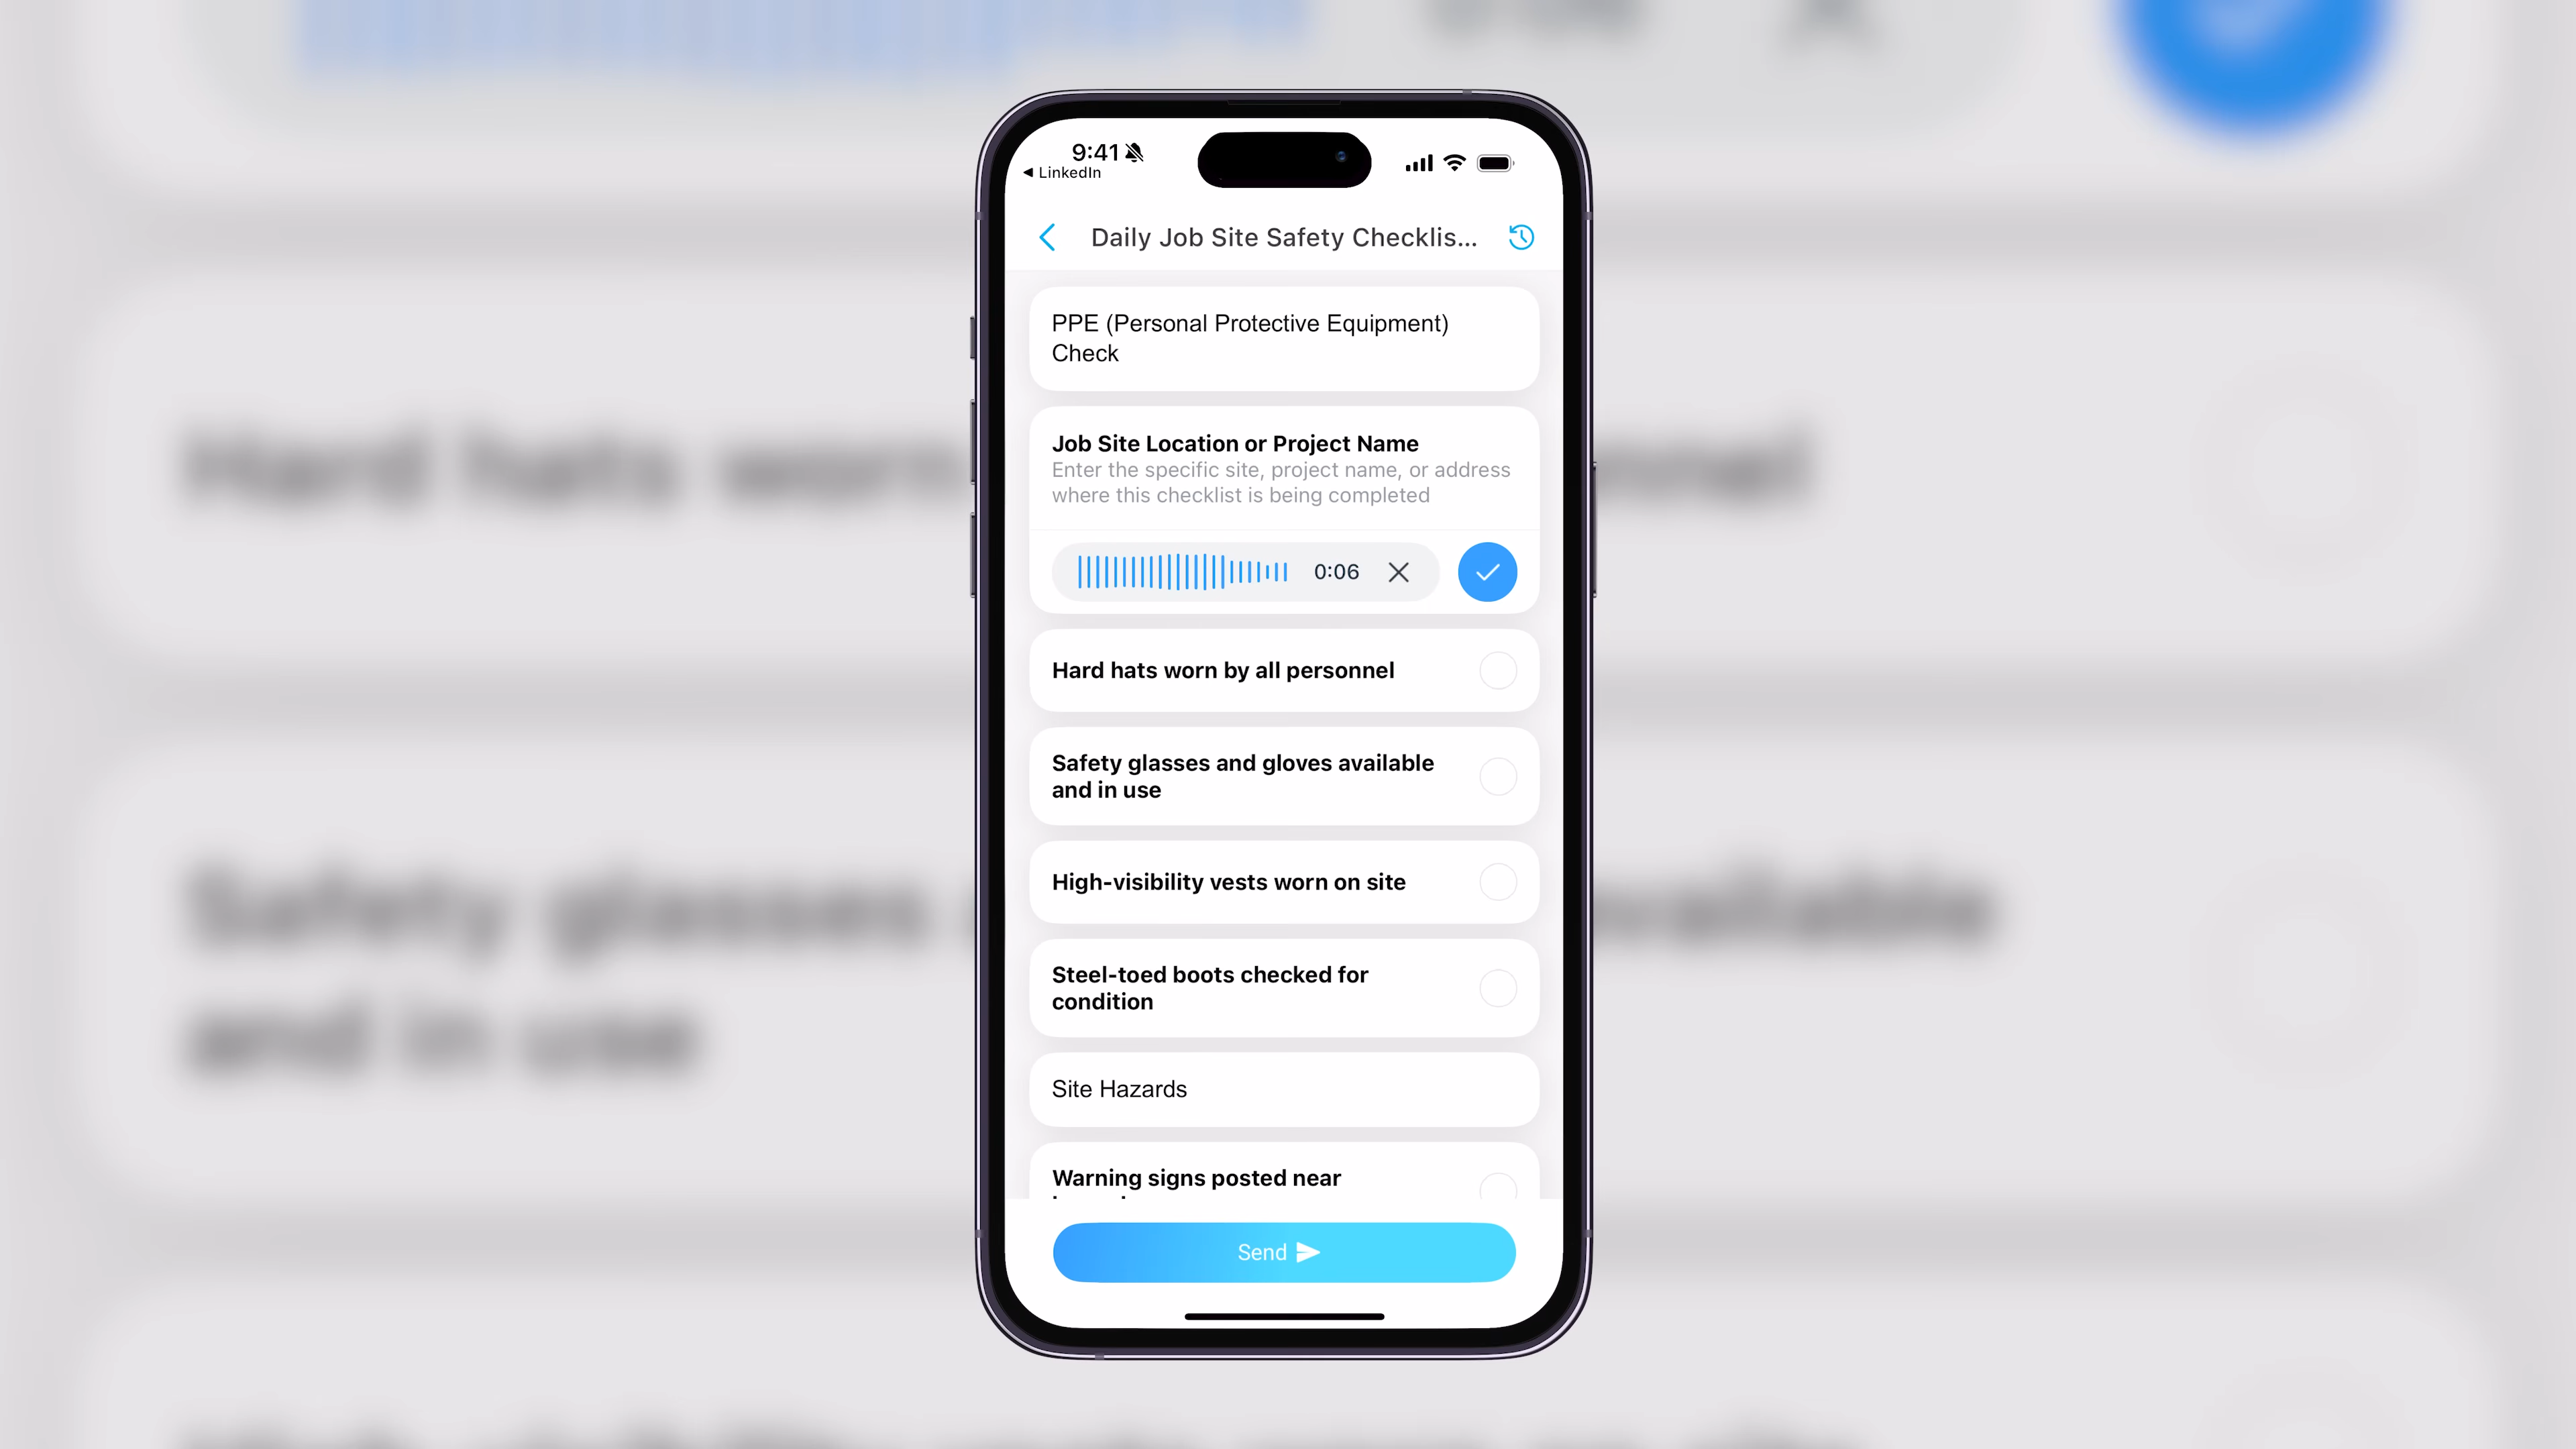 9:41
◀ LinkedIn
Daily Job Site Safety Checklis...
PPE (Personal Protective Equipment)
Check
Job Site Location or Project Name
Enter the specific site, project name, or address
where this checklist is being completed
0:06
Hard hats worn by all personnel
Safety glasses and gloves available
and in use
High-visibility vests worn on site
Steel-toed boots checked for
condition
Site Hazards
Warning signs posted near
Send